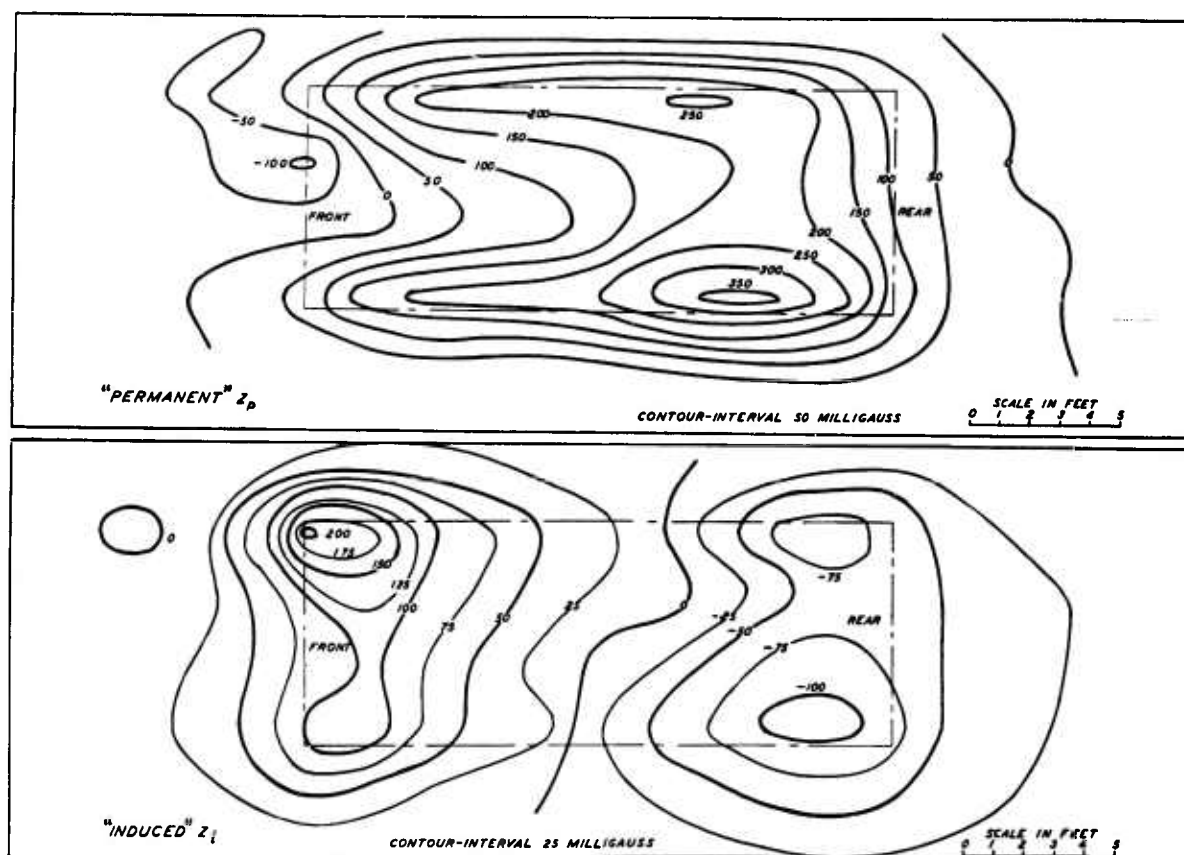 -50
-100
0
FRONT
50
100
150
200
250
0
50
100
REAR
150
200
250
300
350
"PERMANENT" Zp
CONTOUR-INTERVAL 50 MILLIGAUSS
SCALE IN FEET
0 1 2 3 4 5
0
200
175
150
125
100
75
50
25
0
-25
-50
-75
-75
-100
FRONT
REAR
"INDUCED" Zi
CONTOUR-INTERVAL 25 MILLIGAUSS
SCALE IN FEET
0 1 2 3 4 5